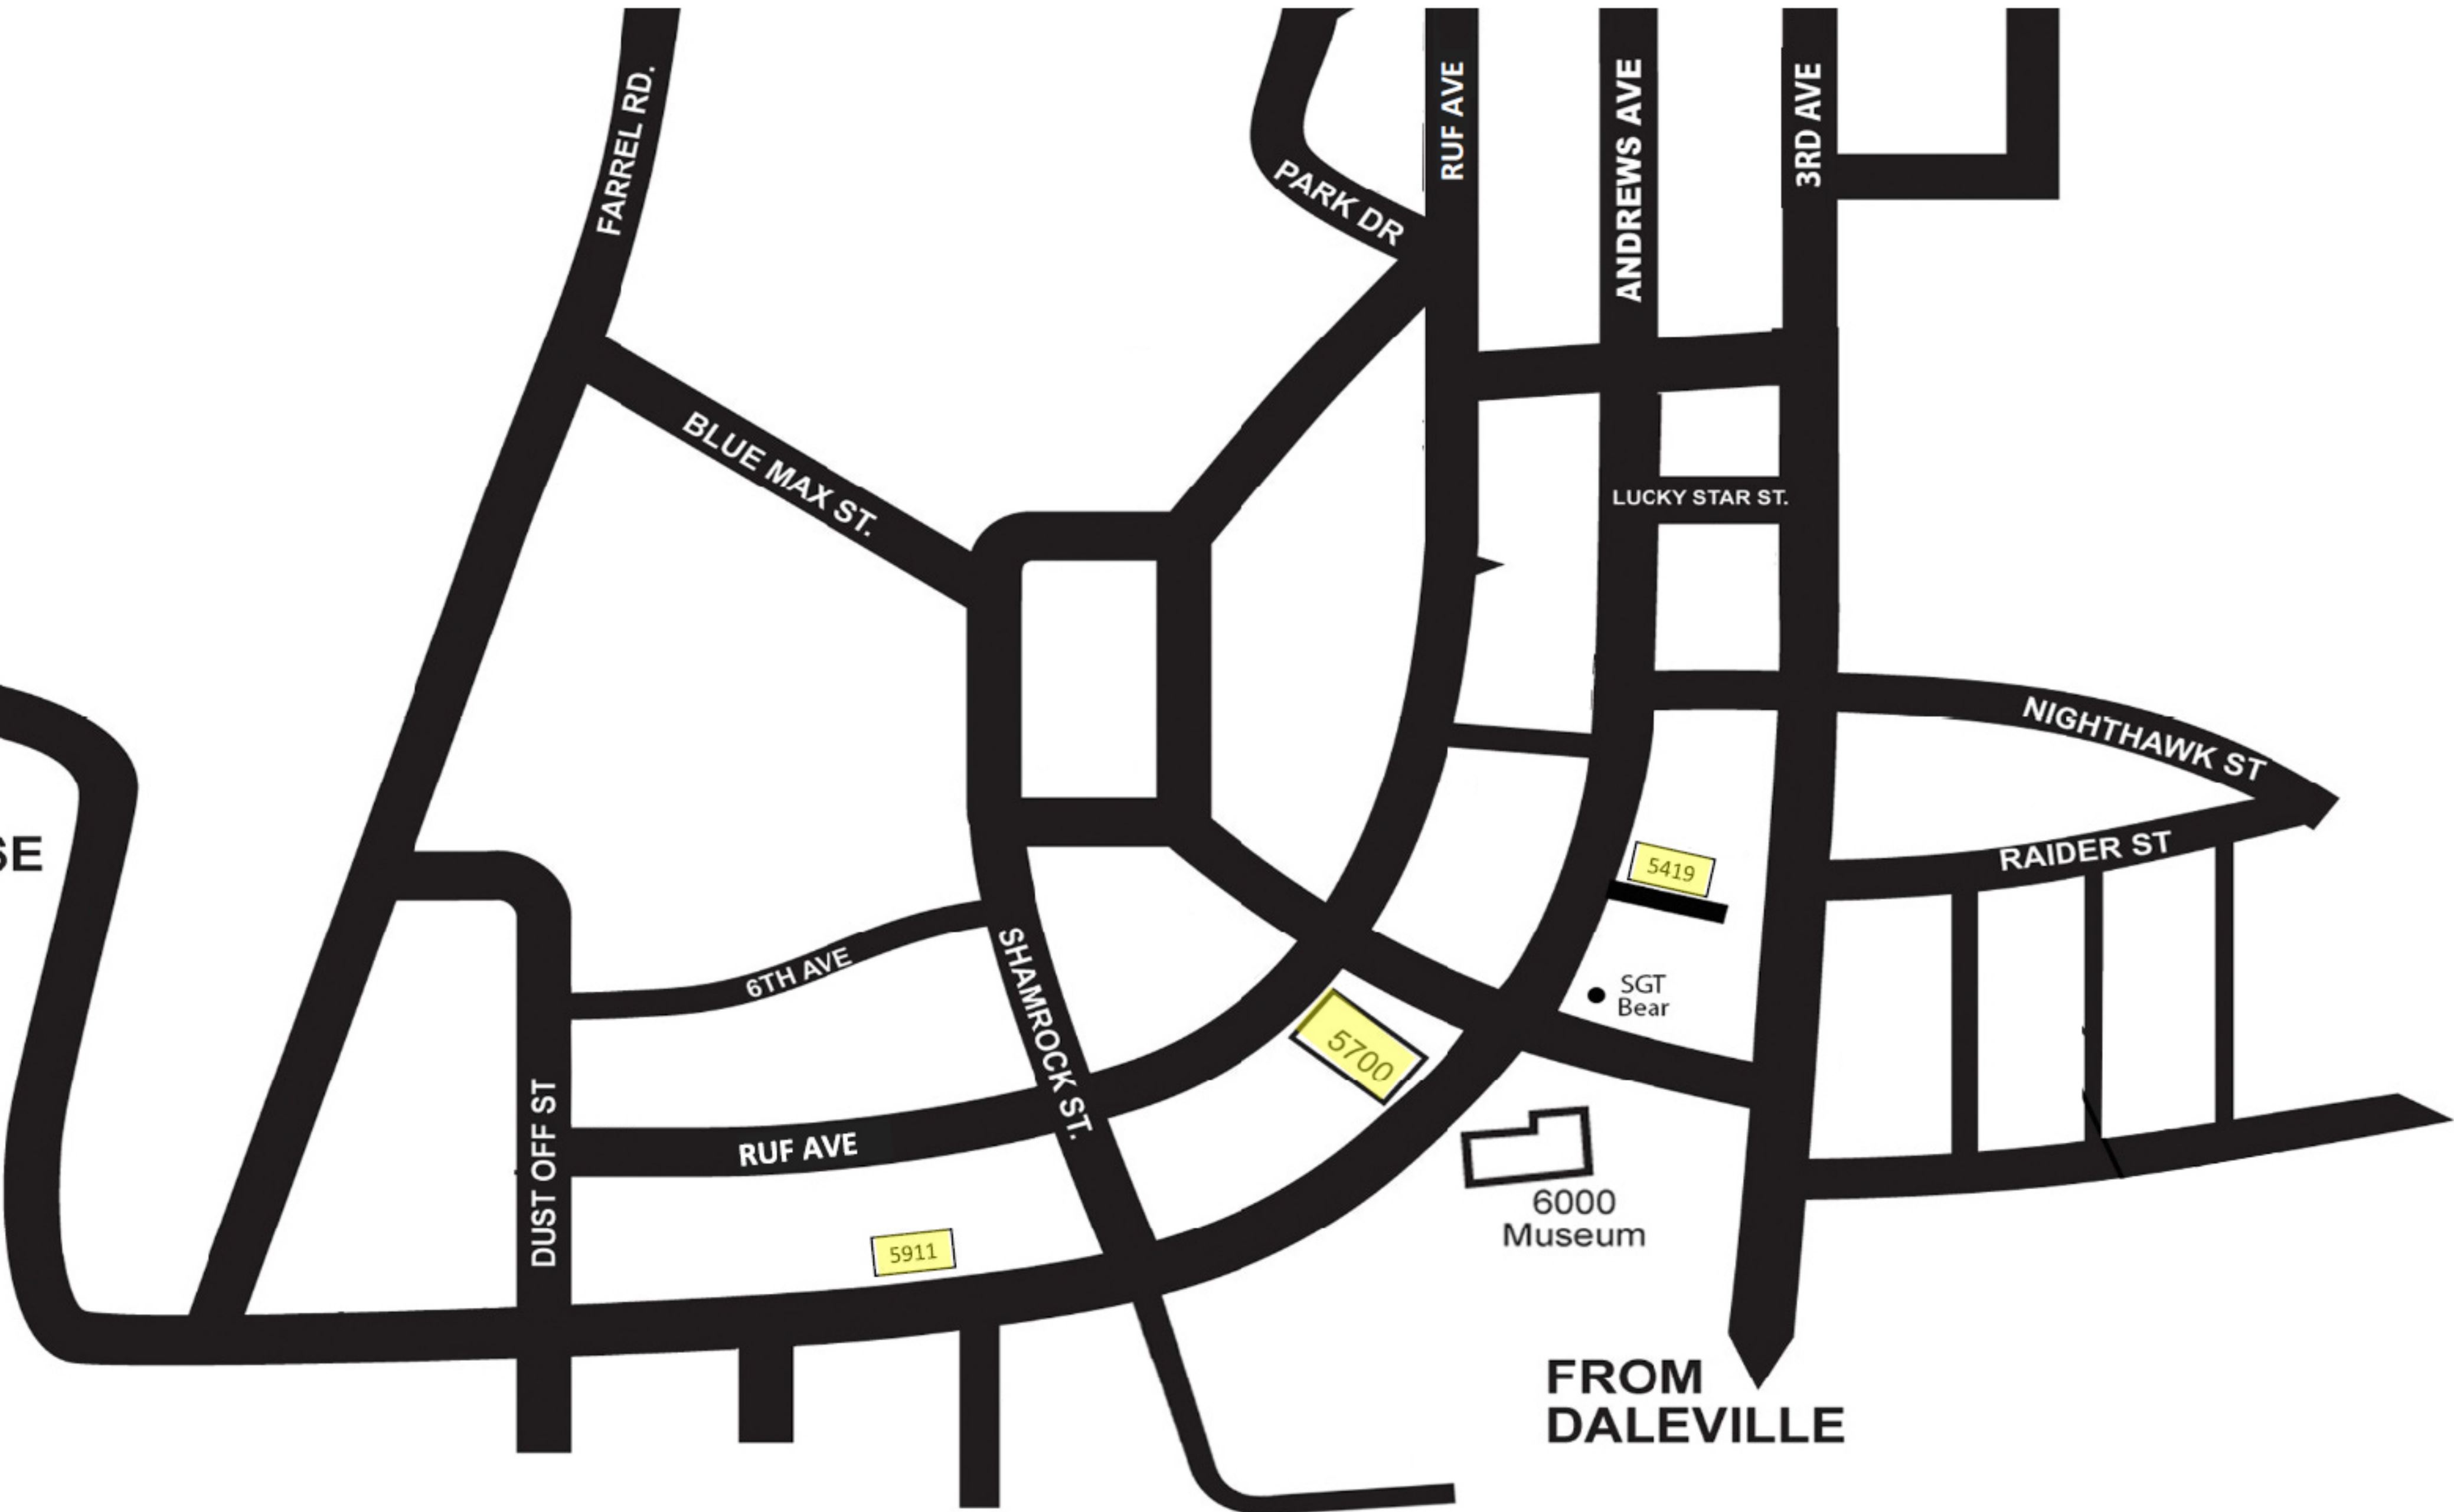 FARREL RD.
RUF AVE
ANDREWS AVE
3RD AVE
PARK DR
BLUE MAX ST.
LUCKY STAR ST.
NIGHTHAWK ST
SE
RAIDER ST
5419
6TH AVE
SHAMROCK ST.
SGT
Bear
5700
DUST OFF ST
RUF AVE
5911
6000
Museum
FROM
DALEVILLE